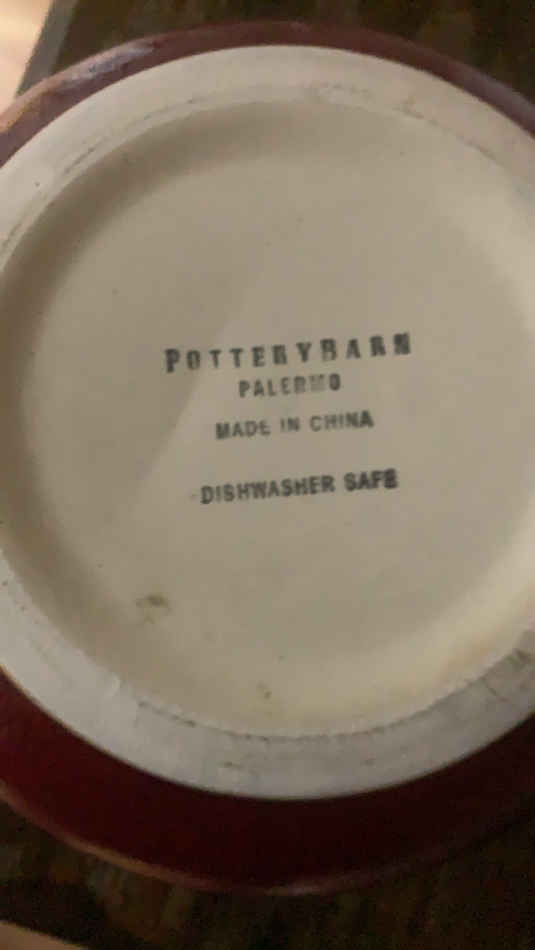 POTTERYBARN
PALERMO
MADE IN CHINA
DISHWASHER SAFE